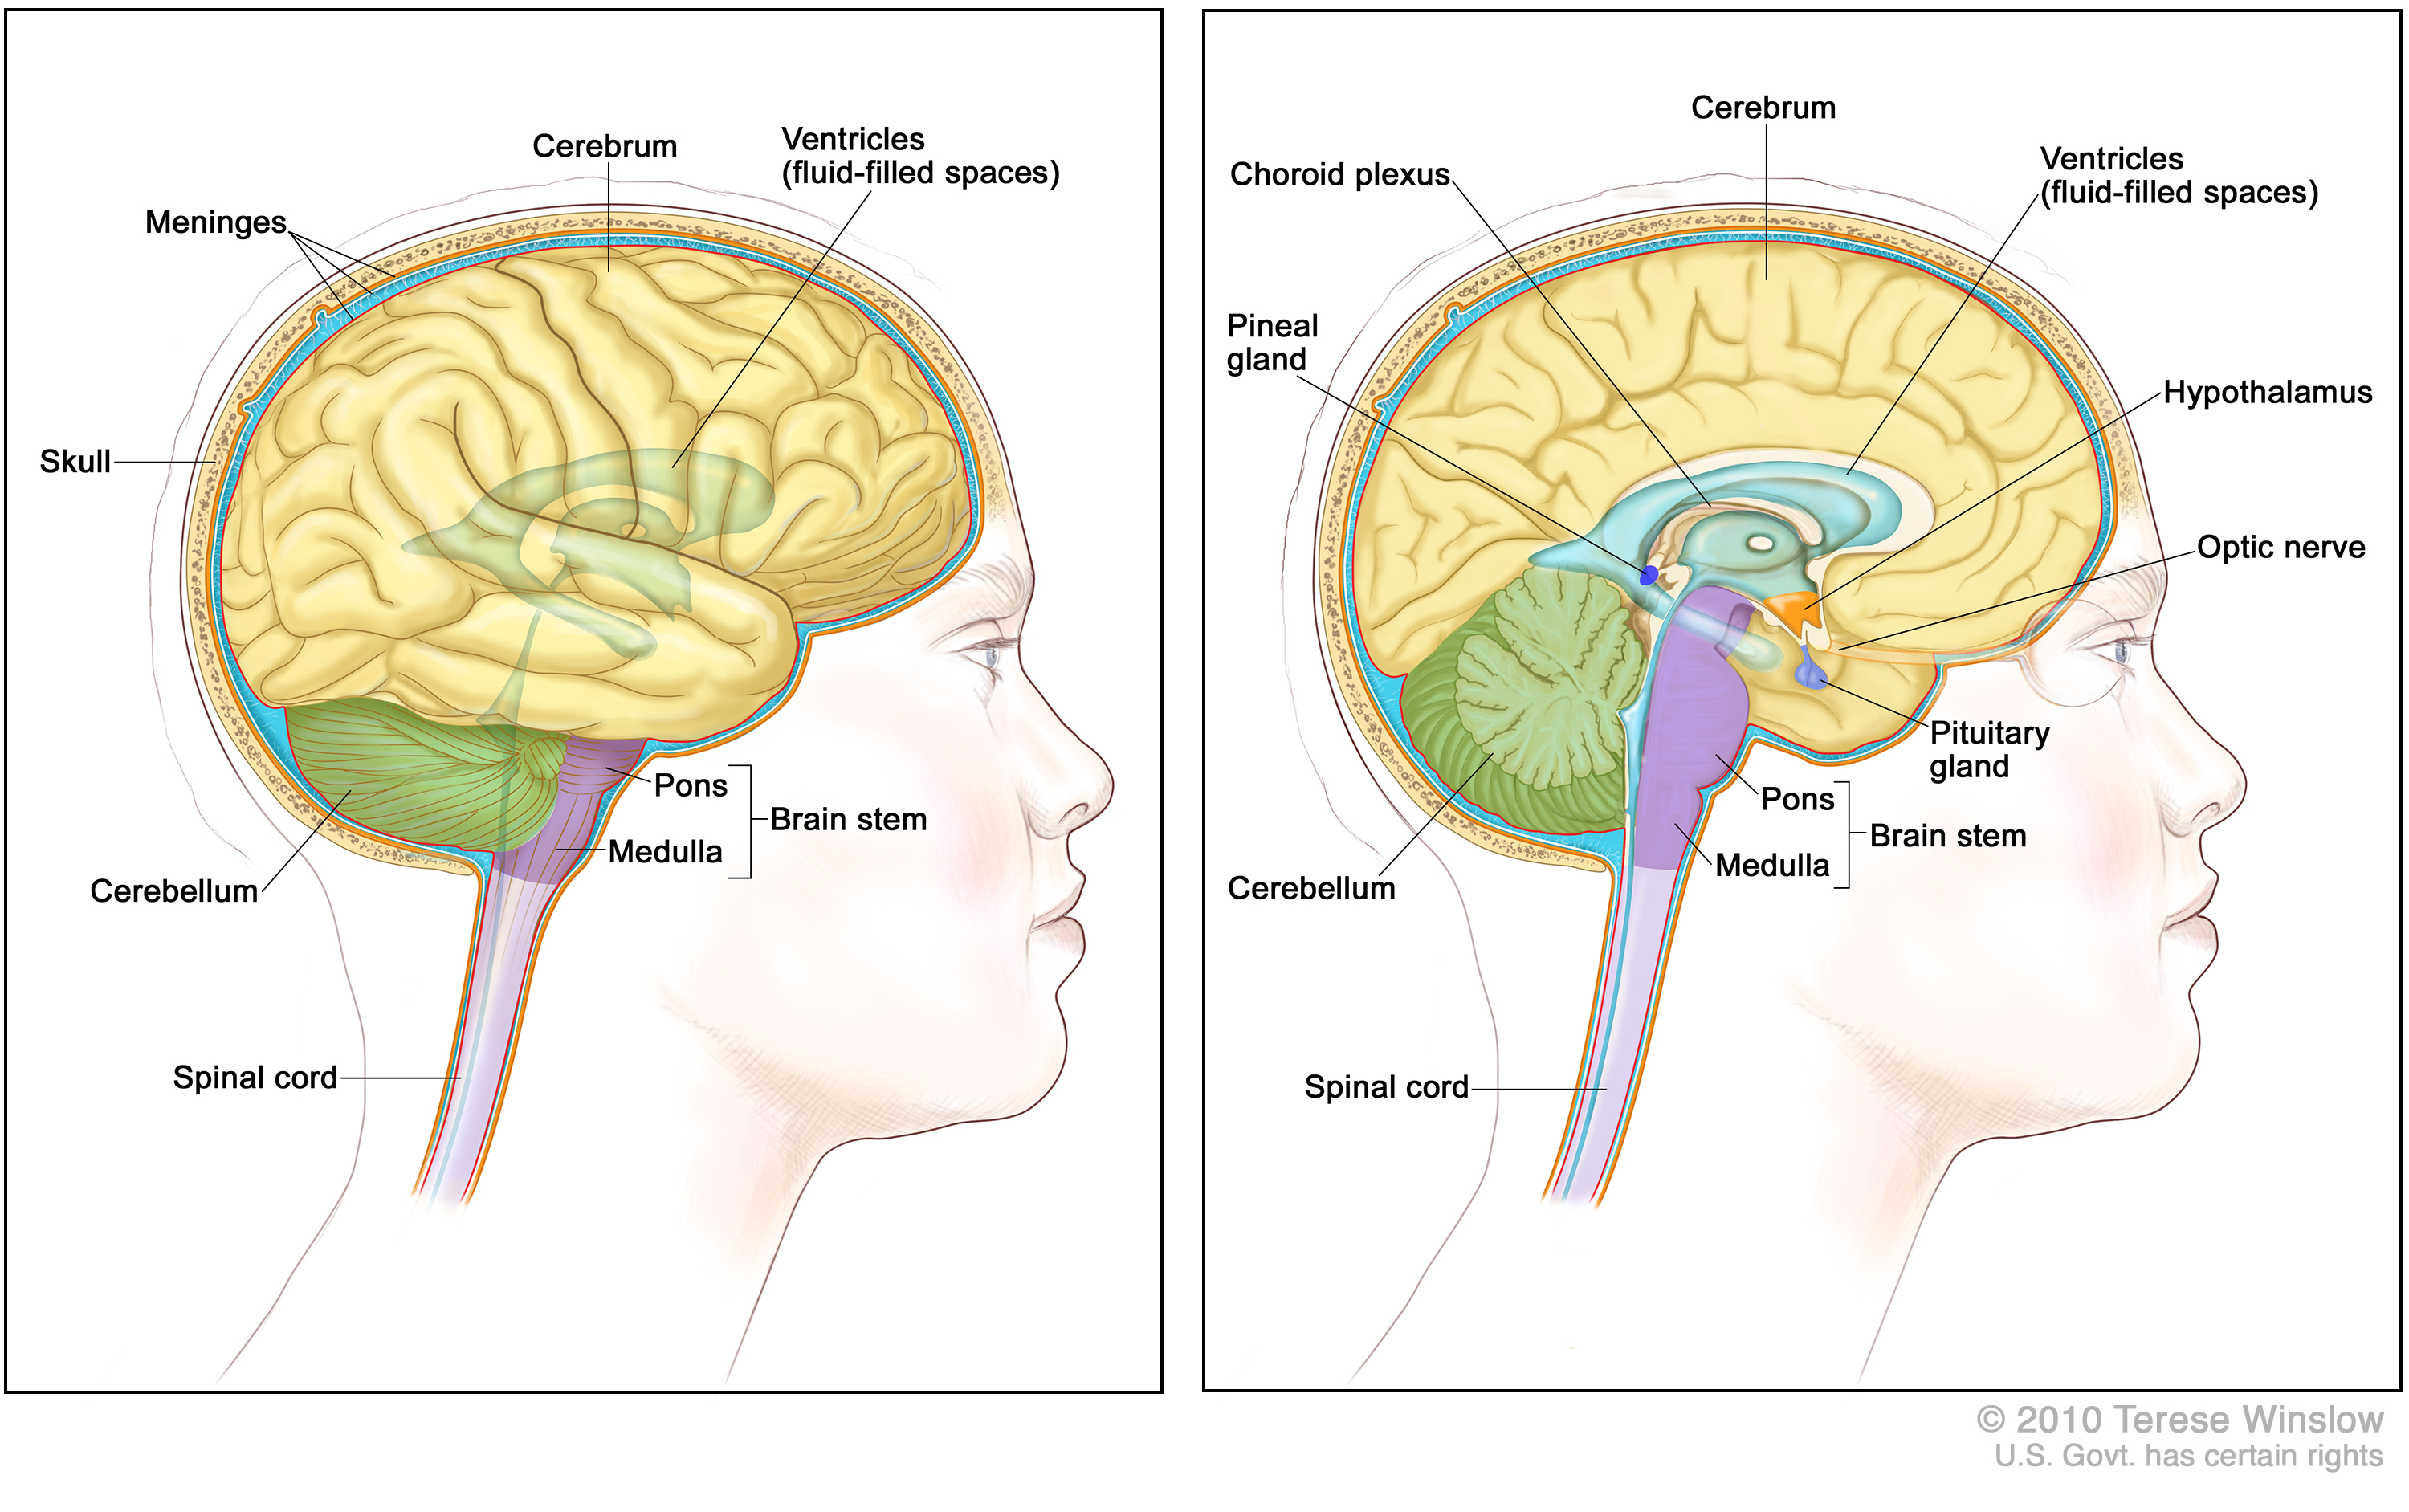 Cerebrum
Ventricles
(fluid-filled spaces)
Meninges
Skull
Pons
Brain stem
Medulla
Cerebellum
Spinal cord
Cerebrum
Choroid plexus
Ventricles
(fluid-filled spaces)
Pineal
gland
Hypothalamus
Optic nerve
Pituitary
gland
Pons
Brain stem
Medulla
Cerebellum
Spinal cord
© 2010 Terese Winslow
U.S. Govt. has certain rights